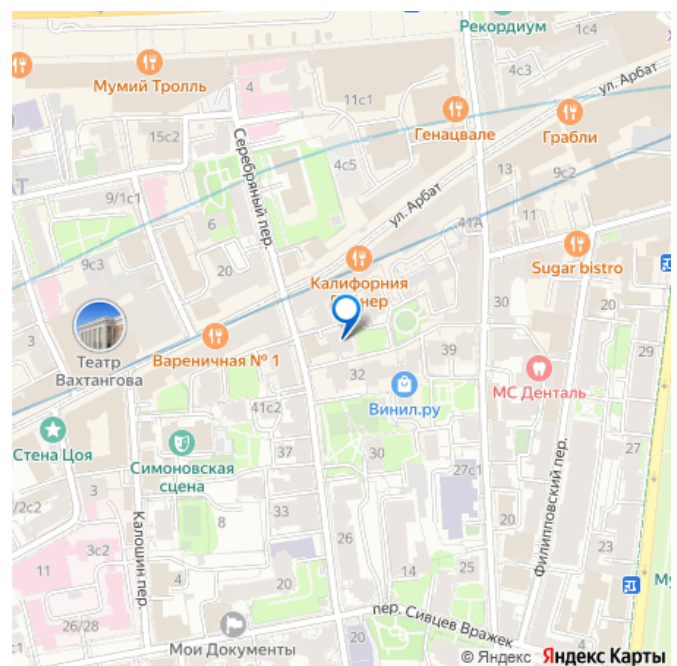 Рекордиум
1с4
Мумий Тролль
4
4с3
ул. Арбат
11с1
Генацвале
Грабли
15с2
Серебряный пер.
4с5
13
9с2
АТ
9/1с1
6
ул. Арбат
41А
11
9с3
20
Калифорния
Sugar bistro
30
20
3
Театр
Вахтангова
Вареничная № 1
39
29
32
МС Денталь
41с2
Винил.ру
Стена Цоя
Симоновская
сцена
37
30
27с1
27
3
/2с2
Калошин пер.
8
33
20
Филипповский пер.
3с2
26
23
11
4
20
14
25
26/28
Мои Документы
20
пер. Сивцев Вражек
© Яндекс Яндекс Карты